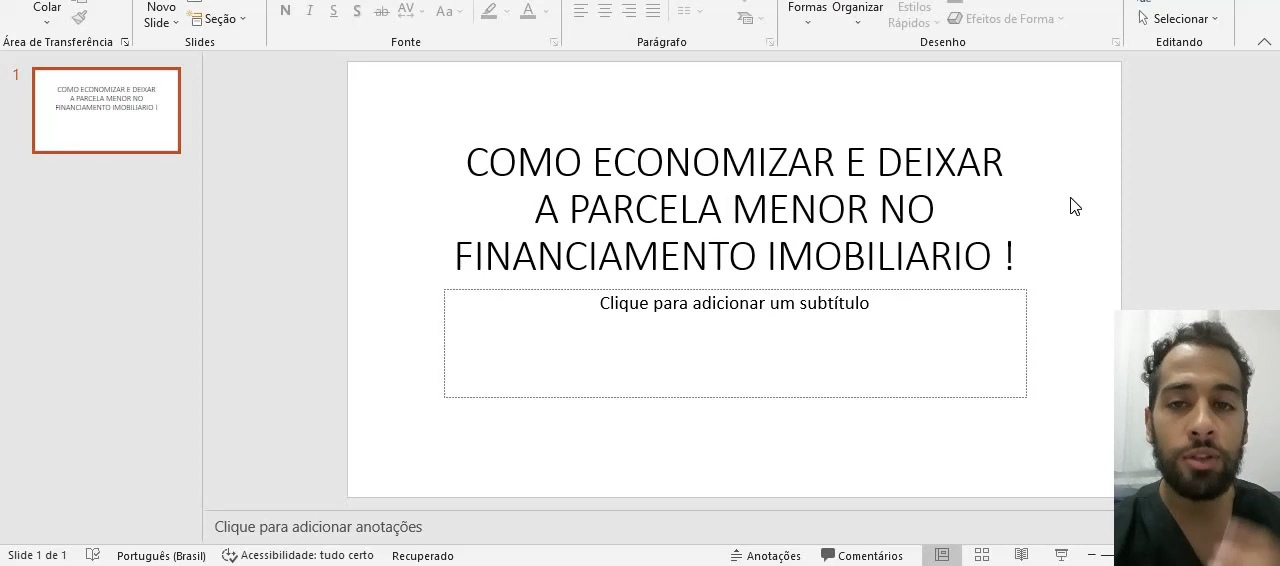 Colar
Novo
Slide
Seção
N I S S ab AV Aa A
Formas Organizar Estilos
Rápidos
Efeitos de Forma
Selecionar
Área de Transferência
Slides
Fonte
Parágrafo
Desenho
Editando
1
COMO ECONOMIZAR E DEIXAR
A PARCELA MENOR NO
FINANCIAMENTO IMOBILIARIO !
COMO ECONOMIZAR E DEIXAR
A PARCELA MENOR NO
FINANCIAMENTO IMOBILIARIO !
Clique para adicionar um subtítulo
Clique para adicionar anotações
Slide 1 de 1
Português (Brasil)
Acessibilidade: tudo certo
Recuperado
Anotações
Comentários